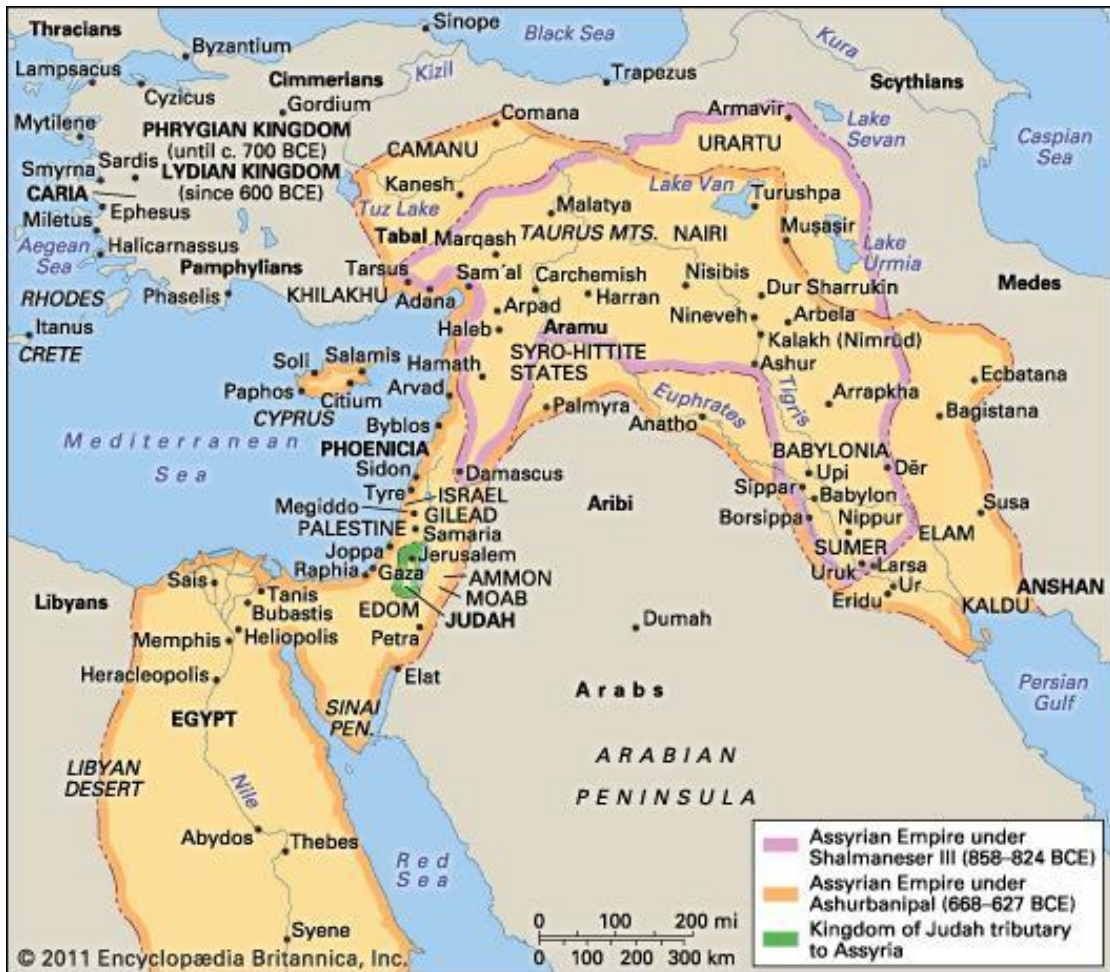 Thracians
Byzantium
Sinope
Black Sea
Kura
Lampsacus
Cyzicus
Cimmerians
Kizil
Trapezus
Scythians
Gordium
Comana
Armavir
Lake
Sevan
Caspian
Sea
Mytilene
PHRYGIAN KINGDOM
(until c. 700 BCE)
CAMANU
URARTU
Sardis
Smyrna
LYDIAN KINGDOM
(since 600 BCE)
Kanesh
Lake Van
Turushpa
CARIA
Ephesus
Tuz Lake
Malatya
Muṣaṣir
Miletus
Tabal
Marqash
TAURUS MTS.
NAIRI
Aegean
Sea
Halicarnassus
Lake
Urmia
Pamphylians
Tarsus
Sam'al
Carchemish
Nisibis
Medes
RHODES
Phaselis
KHILAKHU
Adana
Arpad
Harran
Dur Sharrukin
Itanus
Haleb
Aramu
Nineveh
Arbela
CRETE
Kalakh (Nimrūd)
Soli
Salamis
Hamath
SYRO-HITTITE
STATES
Ashur
Ecbatana
Paphos
Citium
Arvad
Euphrates
Tigris
Arrapkha
CYPRUS
Palmyra
Anatho
Bagistana
Byblos
Mediterranean
Sea
PHOENICIA
BABYLONIA
Sidon
Damascus
Upi
Dēr
Tyre
ISRAEL
Aribi
Sippar
Babylon
Megiddo
GILEAD
Borsippa
Nippur
Susa
PALESTINE
Samaria
SUMER
ELAM
Joppa
Jerusalem
Uruk
Larsa
Raphia
Gaza
AMMON
Ur
ANSHAN
Sais
Tanis
MOAB
Eridu
KALDU
Libyans
Bubastis
EDOM
JUDAH
Memphis
Heliopolis
Petra
Dumah
Heracleopolis
Elat
Arabs
Persian
Gulf
EGYPT
SINAI
PEN.
ARABIAN
PENINSULA
LIBYAN
DESERT
Nile
Abydos
Thebes
Red
Sea
Syene
Assyrian Empire under
Shalmaneser III (858–824 BCE)
Assyrian Empire under
Ashurbanipal (668–627 BCE)
Kingdom of Judah tributary
to Assyria
0 100 200 mi
0 100 200 300 km
© 2011 Encyclopædia Britannica, Inc.